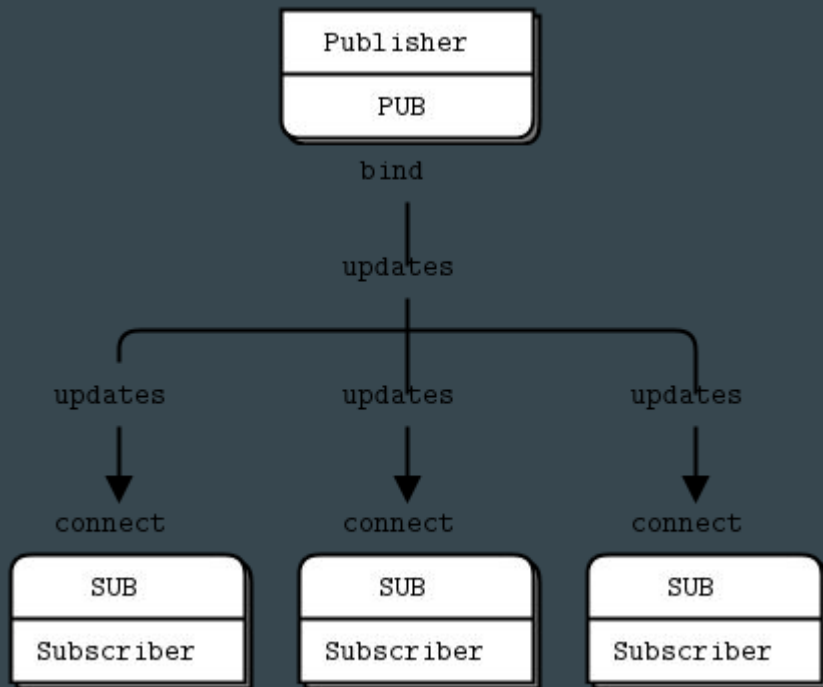 Publisher
PUB
bind
updates
updates updates updates
connect connect connect
SUB SUB SUB
Subscriber Subscriber Subscriber